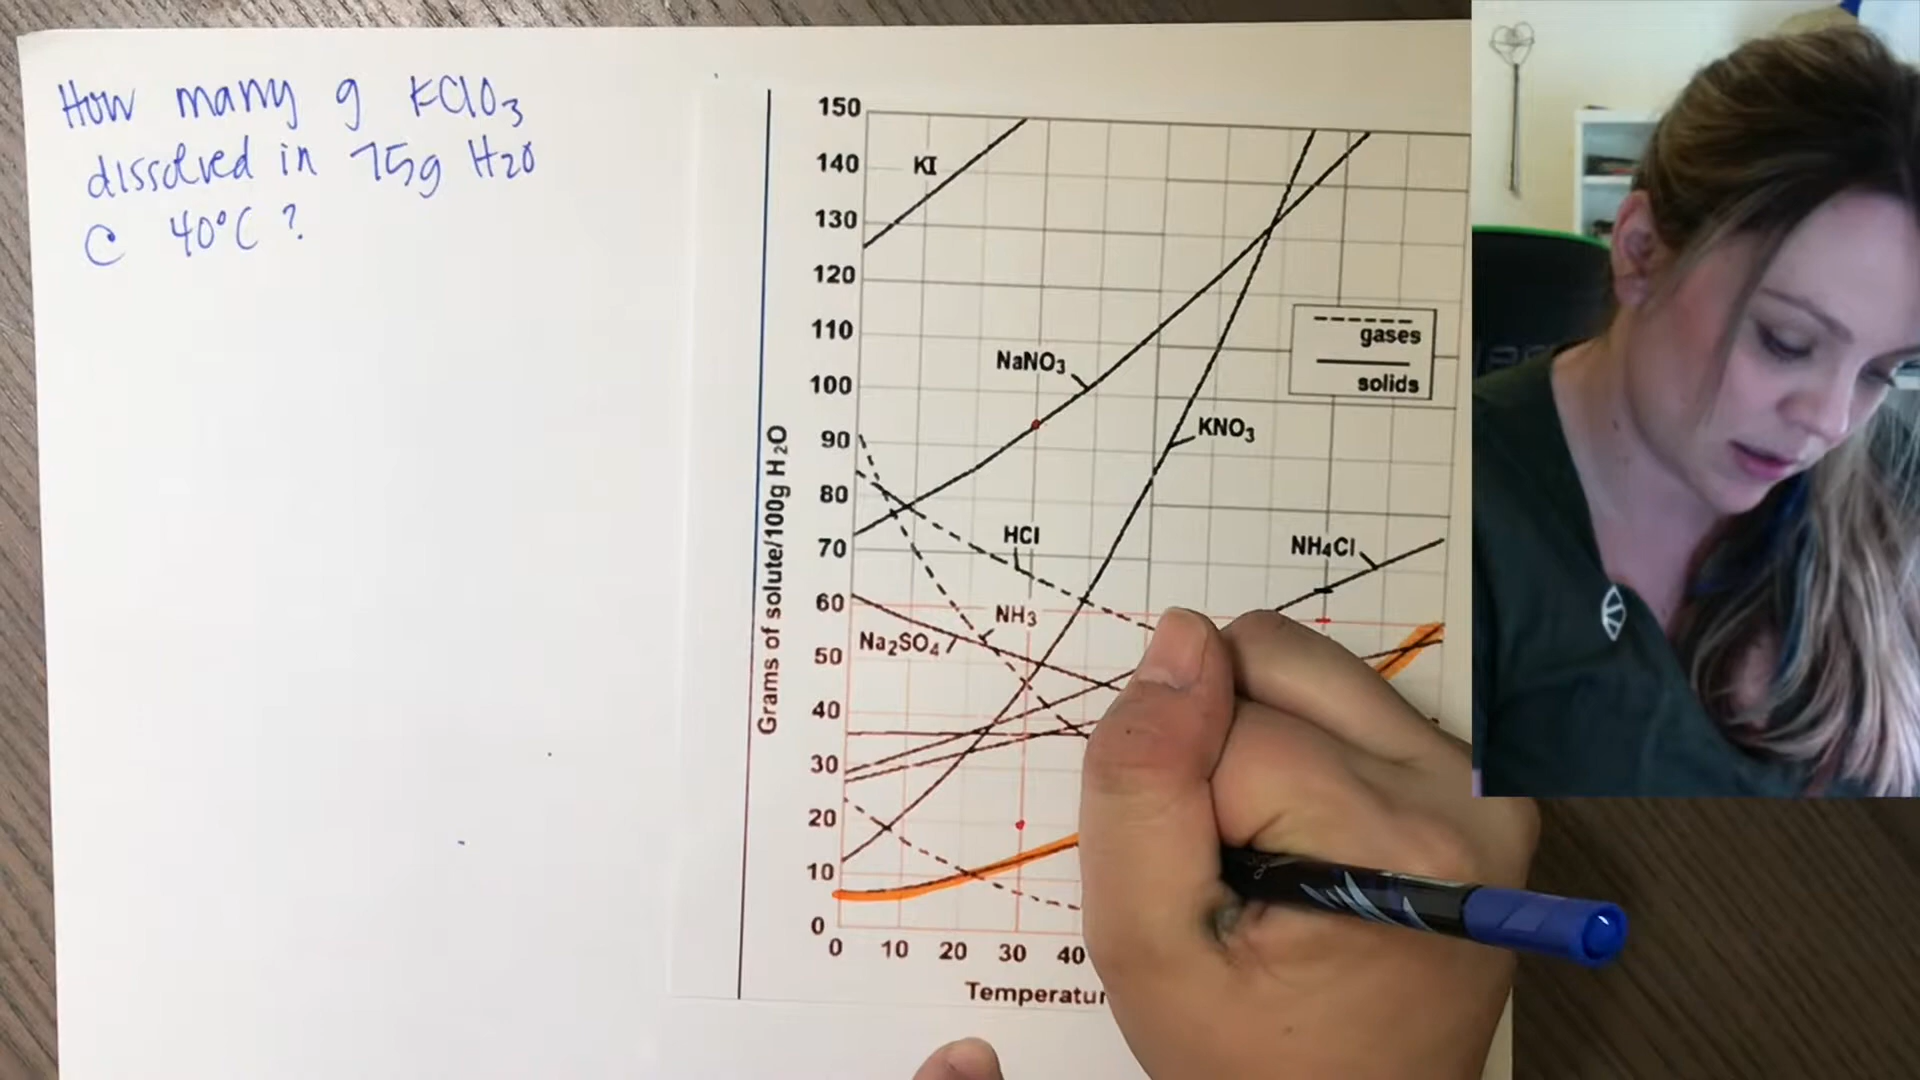 How many g KClO3
dissolved in 75g H2O
@ 40°C ?
150
140
130
120
110
100
90
80
70
60
50
40
30
20
10
0
Grams of solute/100g H₂O
KI
NaNO₃
gases
solids
KNO₃
HCl
NH₄Cl
NH₃
Na₂SO₄
0 10 20 30 40
Temperatur